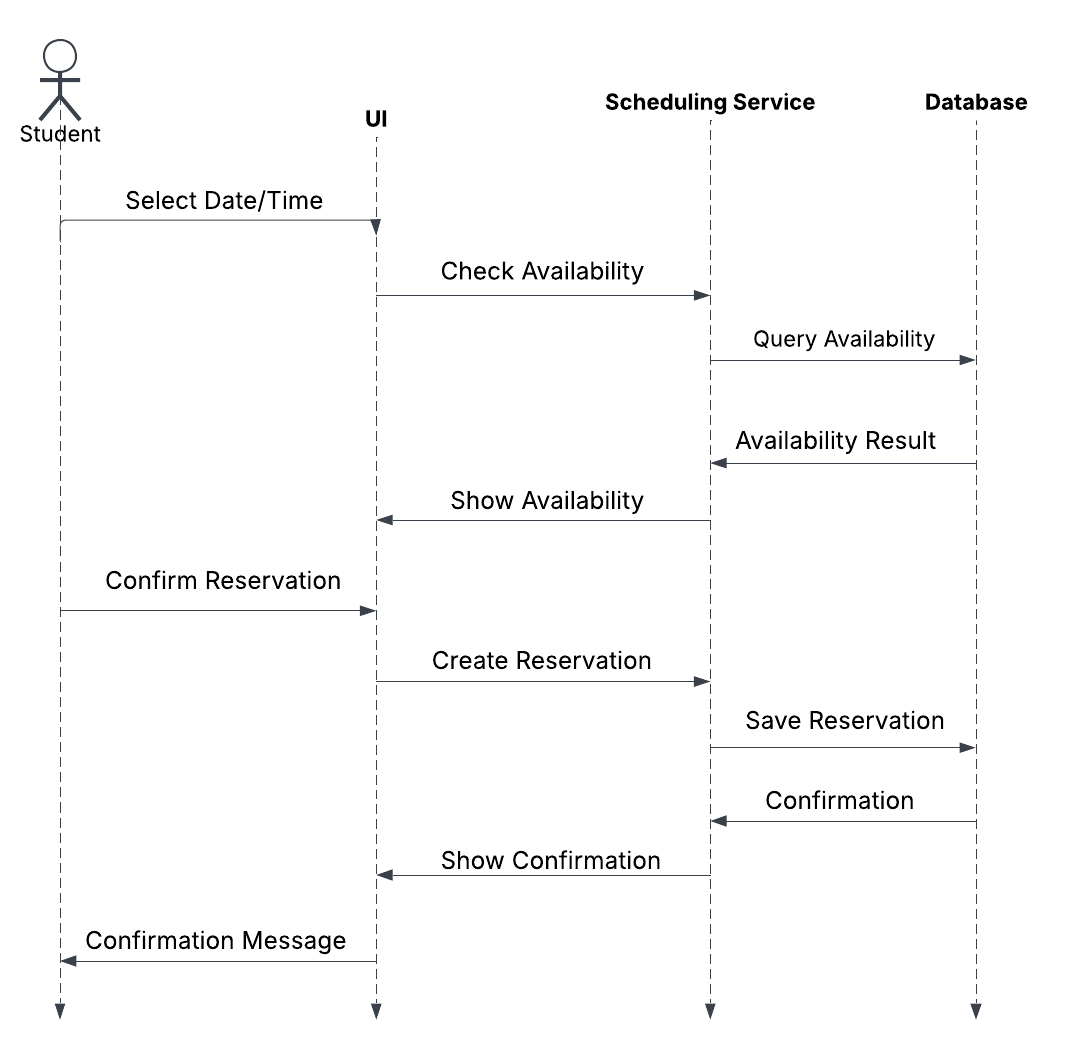 Student
UI
Scheduling Service
Database
Select Date/Time
Check Availability
Query Availability
Availability Result
Show Availability
Confirm Reservation
Create Reservation
Save Reservation
Confirmation
Show Confirmation
Confirmation Message